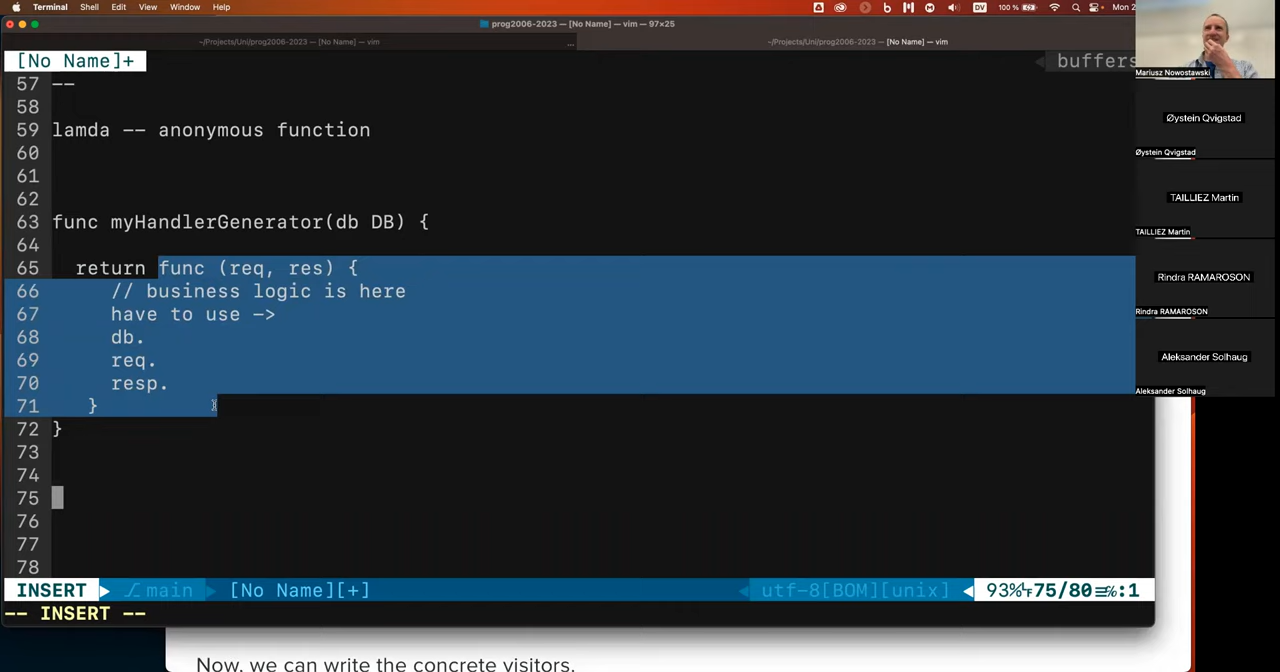 Terminal Shell Edit View Window Help 100 % Mon 2
prog2006-2023 — [No Name] — vim — 97×25
~/Projects/Uni/prog2006-2023 — [No Name] — vim ... ~/Projects/Uni/prog2006-2023 — [No Name] — vim
[No Name]+ buffers
57 --
58
59 lamda -- anonymous function
60
61
62
63 func myHandlerGenerator(db DB) {
64
65 return func (req, res) {
66 // business logic is here
67 have to use ->
68 db.
69 req.
70 resp.
71 }
72 }
73
74
75
76
77
78
INSERT main [No Name][+] utf-8[BOM][unix] 93% 75/80 :1
-- INSERT --
Now, we can write the concrete visitors.
Mariusz Nowostawski
Øystein Qvigstad
Øystein Qvigstad
TAILLIEZ Martin
TAILLIEZ Martin
Rindra RAMAROSON
Rindra RAMAROSON
Aleksander Solhaug
Aleksander Solhaug